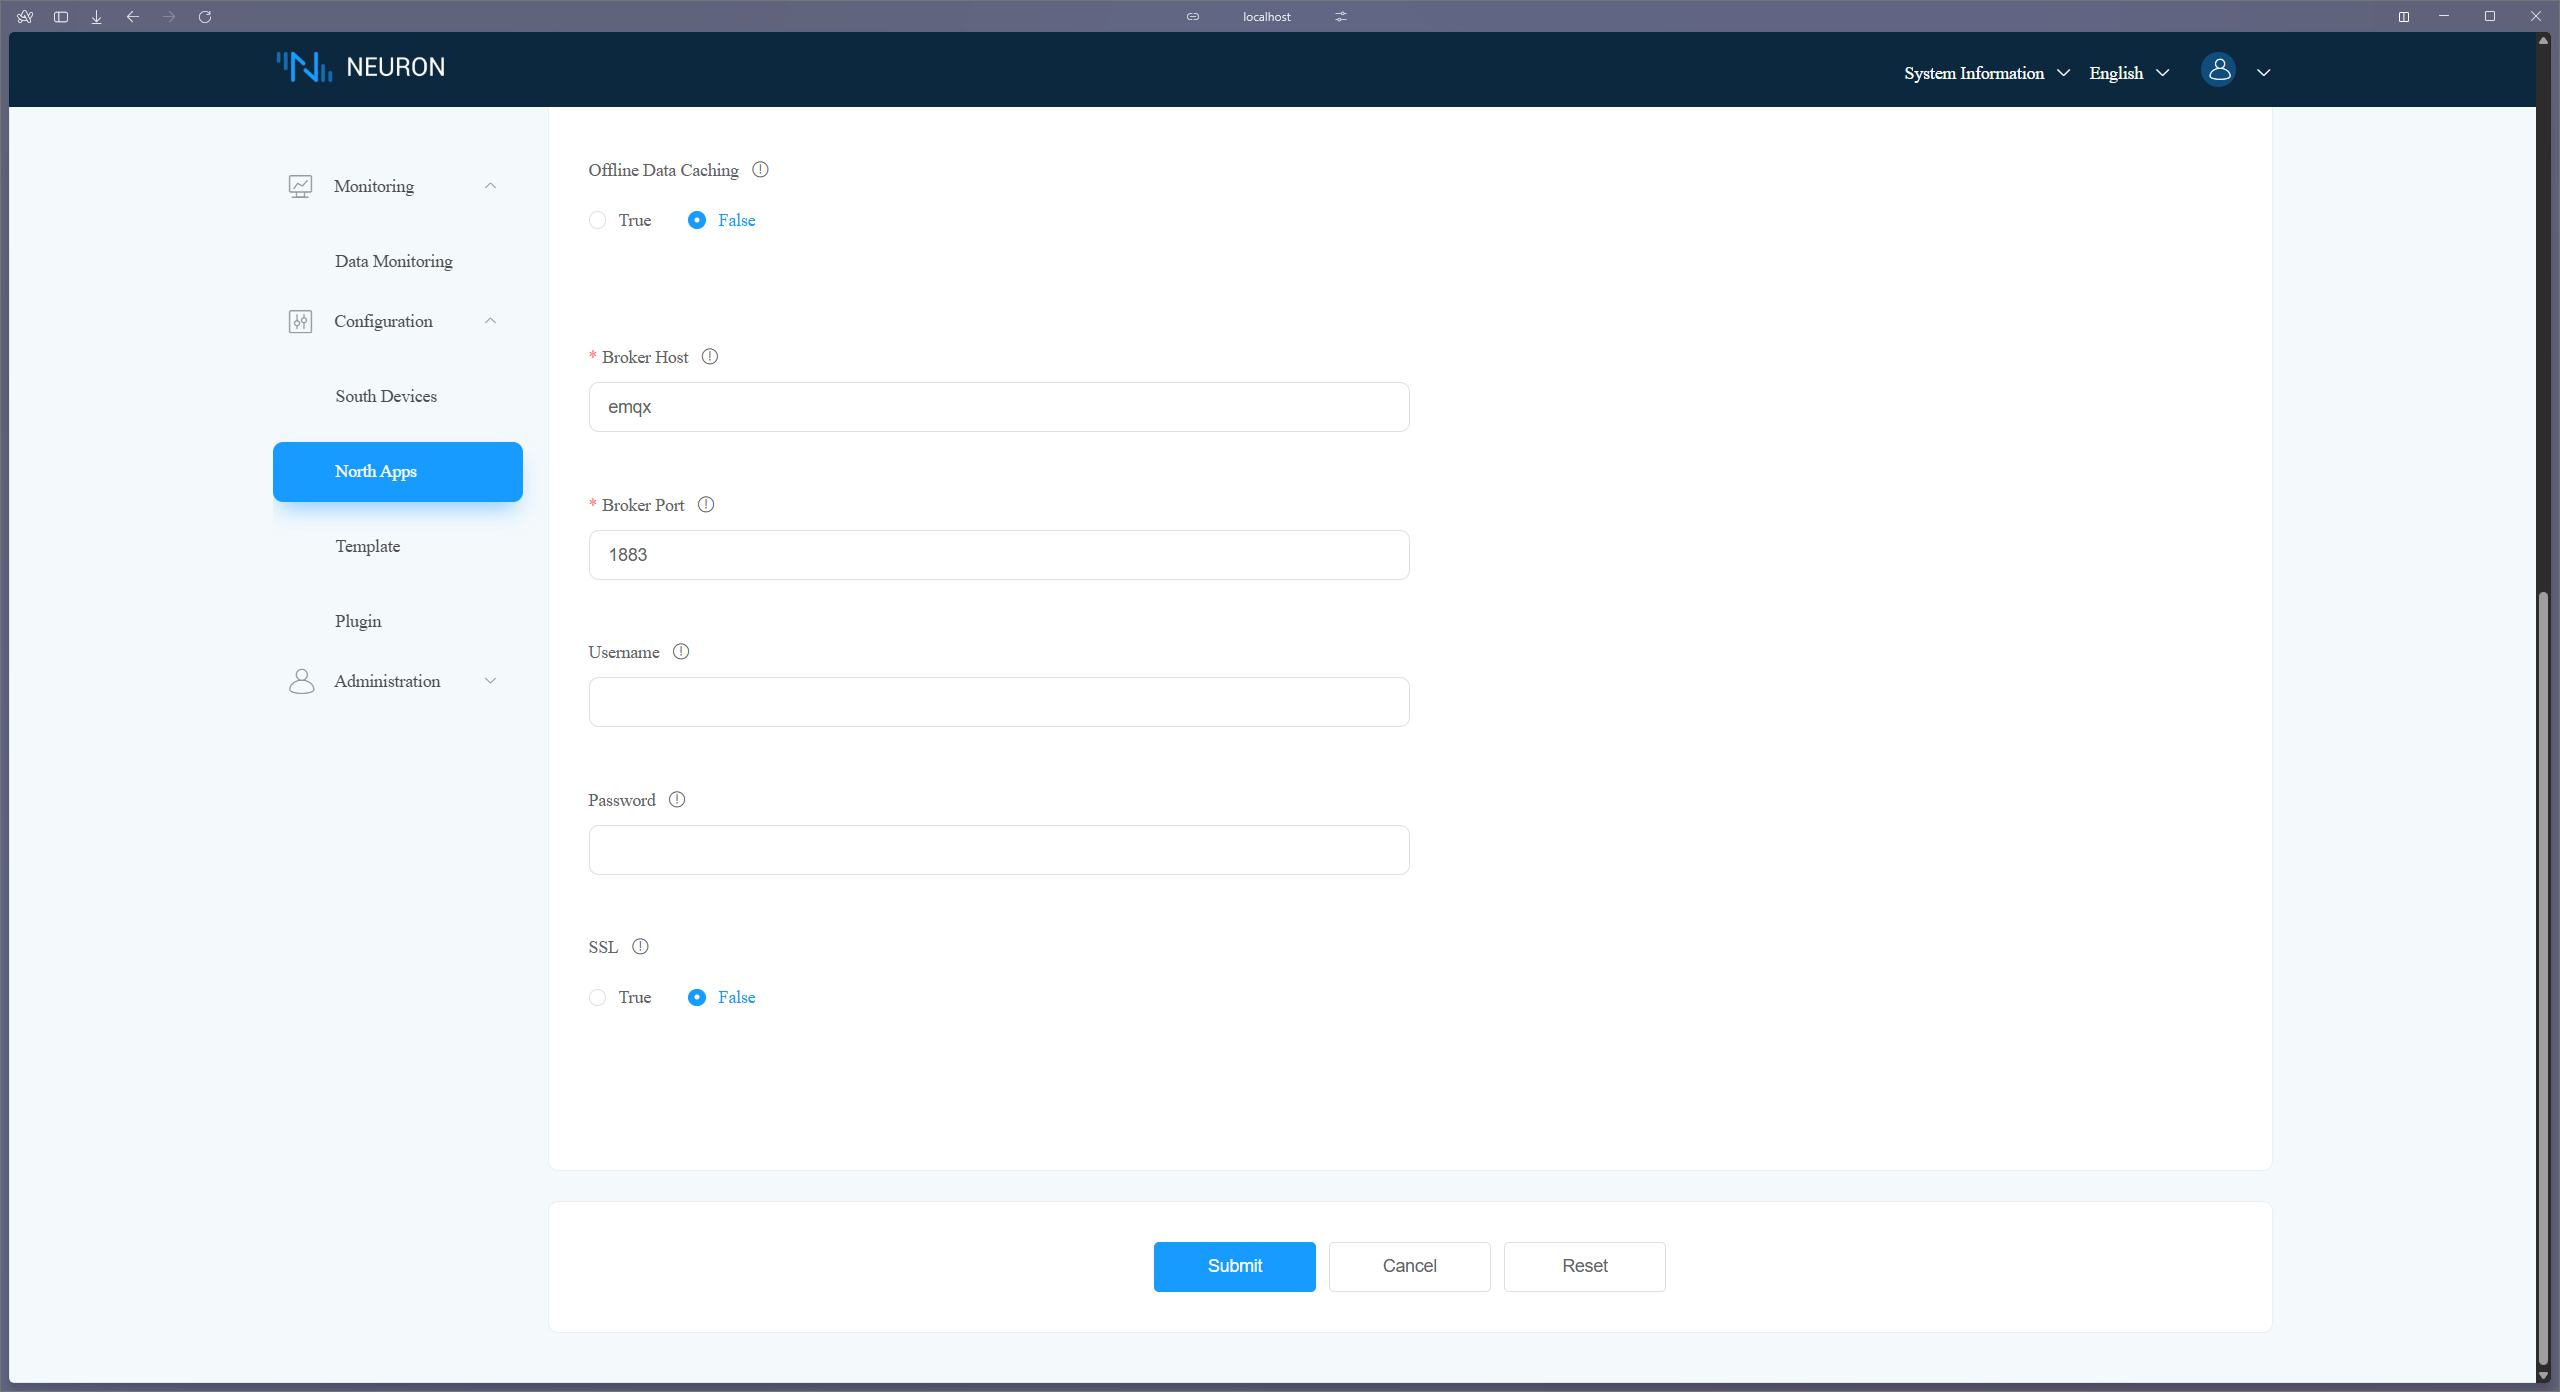 localhost
NEURON
System Information
English
Monitoring
Data Monitoring
Configuration
South Devices
North Apps
Template
Plugin
Administration
Offline Data Caching
True
False
* Broker Host
emqx
* Broker Port
1883
Username
Password
SSL
True
False
Submit
Cancel
Reset